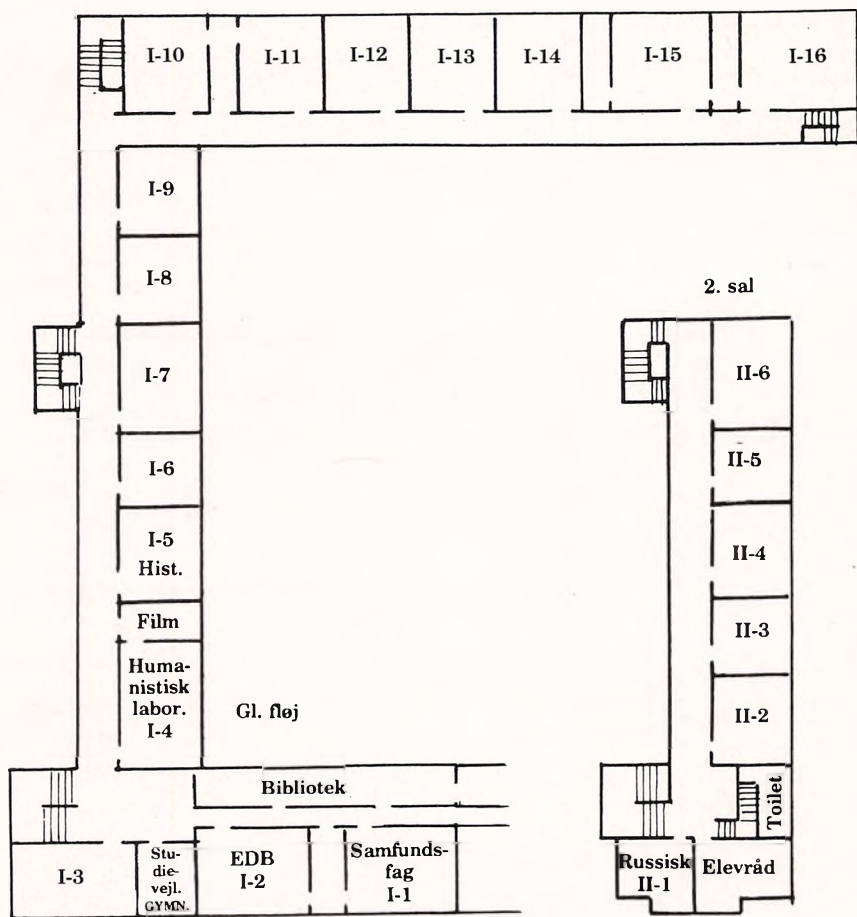 I-10
I-11
I-12
I-13
I-14
I-15
I-16
I-9
I-8
I-7
I-6
I-5
Hist.
Film
Huma-
nistisk
labor.
I-4
Gl. fløj
Bibliotek
I-3
Stu-
die-
vejl.
GYMN.
EDB
I-2
Samfunds-
fag
I-1
2. sal
II-6
II-5
II-4
II-3
II-2
Toilet
Russisk
II-1
Elevråd